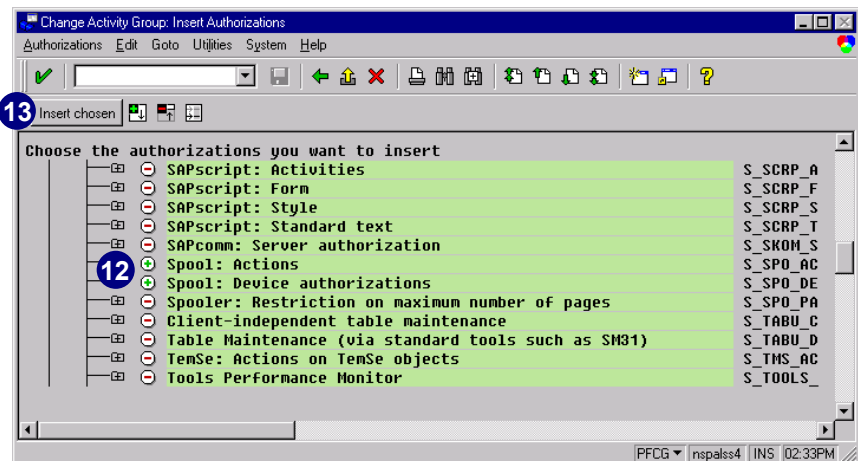 Change Activity Group: Insert Authorizations
Authorizations Edit Goto Utilities System Help
13 Insert chosen
Choose the authorizations you want to insert
SAPscript: Activities S_SCRP_A
SAPscript: Form S_SCRP_F
SAPscript: Style S_SCRP_S
SAPscript: Standard text S_SCRP_T
SAPcomm: Server authorization S_SKOM_S
12 Spool: Actions S_SPO_AC
Spool: Device authorizations S_SPO_DE
Spooler: Restriction on maximum number of pages S_SPO_PA
Client-independent table maintenance S_TABU_C
Table Maintenance (via standard tools such as SM31) S_TABU_D
TemSe: Actions on TemSe objects S_TMS_AC
Tools Performance Monitor S_TOOLS_
PFCG nspalss4 INS 02:33PM